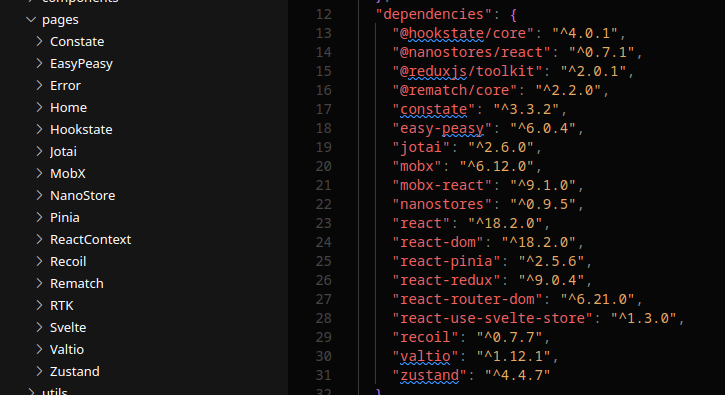 components
pages
Constate
EasyPeasy
Error
Home
Hookstate
Jotai
MobX
NanoStore
Pinia
ReactContext
Recoil
Rematch
RTK
Svelte
Valtio
Zustand
utils
12 "dependencies": {
13 "@hookstate/core": "^4.0.1",
14 "@nanostores/react": "^0.7.1",
15 "@reduxjs/toolkit": "^2.0.1",
16 "@rematch/core": "^2.2.0",
17 "constate": "^3.3.2",
18 "easy-peasy": "^6.0.4",
19 "jotai": "^2.6.0",
20 "mobx": "^6.12.0",
21 "mobx-react": "^9.1.0",
22 "nanostores": "^0.9.5",
23 "react": "^18.2.0",
24 "react-dom": "^18.2.0",
25 "react-pinia": "^2.5.6",
26 "react-redux": "^9.0.4",
27 "react-router-dom": "^6.21.0",
28 "react-use-svelte-store": "^1.3.0",
29 "recoil": "^0.7.7",
30 "valtio": "^1.12.1",
31 "zustand": "^4.4.7"
32 }